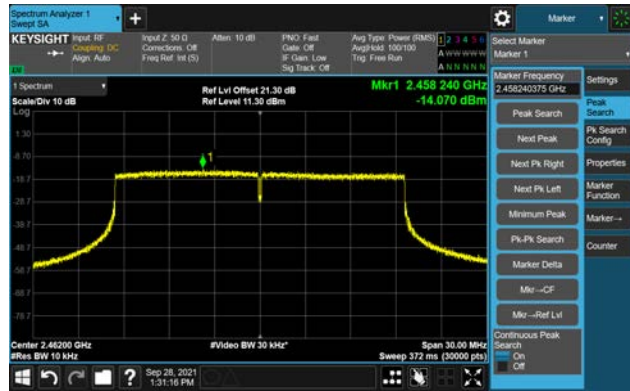 Spectrum Analyzer 1
Swept SA
Marker
KEYSIGHT
Input: RF
Coupling: DC
Align: Auto
Input Z: 50 Ω
Corrections: Off
Freq Ref: Int (S)
Atten: 10 dB
PNO: Fast
Gate: Off
IF Gain: Low
Sig Track: Off
Avg Type: Power (RMS)
Avg|Hold: 100/100
Trig: Free Run
1 2 3 4 5 6
A W W W W W
A N N N N N
Select Marker
Marker 1
1 Spectrum
Scale/Div 10 dB
Log
Ref Lvl Offset 21.30 dB
Ref Level 11.30 dBm
Mkr1 2.458 240 GHz
-14.070 dBm
1.30
-8.70
-18.7
-28.7
-38.7
-48.7
-58.7
-68.7
-78.7
1
Center 2.46200 GHz
#Res BW 10 kHz
#Video BW 30 kHz*
Span 30.00 MHz
Sweep 372 ms (30000 pts)
Marker Frequency
2.458240375 GHz
Peak Search
Next Peak
Next Pk Right
Next Pk Left
Minimum Peak
Pk-Pk Search
Marker Delta
Mkr→CF
Mkr→Ref Lvl
Continuous Peak
Search
On
Off
Settings
Peak
Search
Pk Search
Config
Properties
Marker
Function
Marker→
Counter
?
Sep 28, 2021
1:31:16 PM